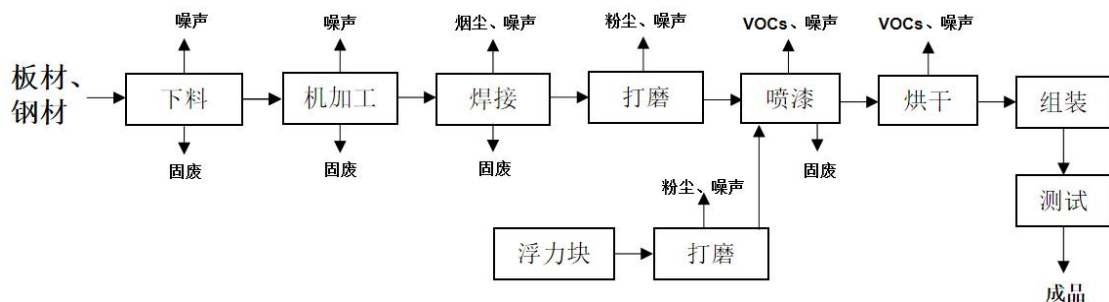 噪声
噪声
烟尘、噪声
粉尘、噪声
VOCs、噪声
VOCs、噪声
板材、
钢材
下料
机加工
焊接
打磨
喷漆
烘干
组装
固废
固废
固废
固废
粉尘、噪声
测试
浮力块
打磨
成品